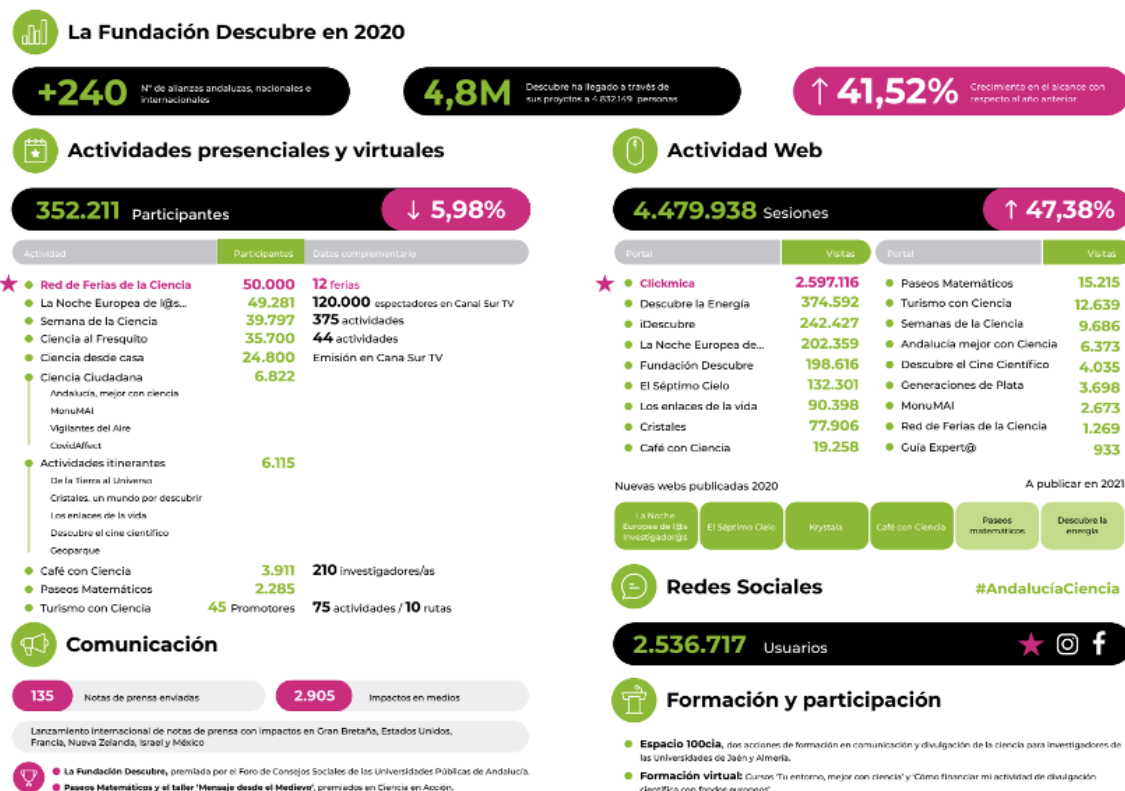 La Fundación Descubre en 2020
+240
Nº de alianzas andaluzas, nacionales e
internacionales
4,8M
Descubre ha llegado a través de
sus proyctos a 4.832.149 personas
↑ 41,52%
Crecimiento en el alcance con
respecto al año anterior
Actividades presenciales y virtuales
352.211 Participantes
↓ 5,98%
Actividad Participantes Datos complementario
Red de Ferias de la Ciencia 50.000 12 ferias
La Noche Europea de l@s... 49.281 120.000 espectadores en Canal Sur TV
Semana de la Ciencia 39.797 375 actividades
Ciencia al Fresquito 35.700 44 actividades
Ciencia desde casa 24.800 Emisión en Cana Sur TV
Ciencia Ciudadana 6.822
Andalucía, mejor con ciencia
MonuMAI
Vigilantes del Aire
CovidAffect
Actividades itinerantes 6.115
De la Tierra al Universo
Cristales, un mundo por descubrir
Los enlaces de la vida
Descubre el cine científico
Geoparque
Café con Ciencia 3.911 210 investigadores/as
Paseos Matemáticos 2.285
Turismo con Ciencia 45 Promotores 75 actividades / 10 rutas
Comunicación
135 Notas de prensa enviadas
2.905 Impactos en medios
Lanzamiento internacional de notas de prensa con impactos en Gran Bretaña, Estados Unidos,
Francia, Nueva Zelanda, Israel y México
La Fundación Descubre, premiada por el Foro de Consejos Sociales de las Universidades Públicas de Andalucía.
Paseos Matemáticos y el taller 'Mensaje desde el Medievo', premiados en Ciencia en Acción.
Actividad Web
4.479.938 Sesiones
↑ 47,38%
Portal Visitas Portal Visitas
Clickmica 2.597.116 Paseos Matemáticos 15.215
Descubre la Energía 374.592 Turismo con Ciencia 12.639
iDescubre 242.427 Semanas de la Ciencia 9.686
La Noche Europea de... 202.359 Andalucía mejor con Ciencia 6.373
Fundación Descubre 198.616 Descubre el Cine Científico 4.035
El Séptimo Cielo 132.301 Generaciones de Plata 3.698
Los enlaces de la vida 90.398 MonuMAI 2.673
Cristales 77.906 Red de Ferias de la Ciencia 1.269
Café con Ciencia 19.258 Guía Expert@ 933
Nuevas webs publicadas 2020 A publicar en 2021
La Noche
Europea de l@s
Investigador@s
El Séptimo Cielo
Krystala
Café con Ciencia
Paseos
matemáticos
Descubre la
energía
Redes Sociales
#AndalucíaCiencia
2.536.717 Usuarios
Formación y participación
Espacio 100cia, dos acciones de formación en comunicación y divulgación de la ciencia para investigadores de
las Universidades de Jaén y Almería.
Formación virtual: Cursos 'Tu entorno, mejor con ciencia' y 'Cómo financiar mi actividad de divulgación
científica con fondos europeos'